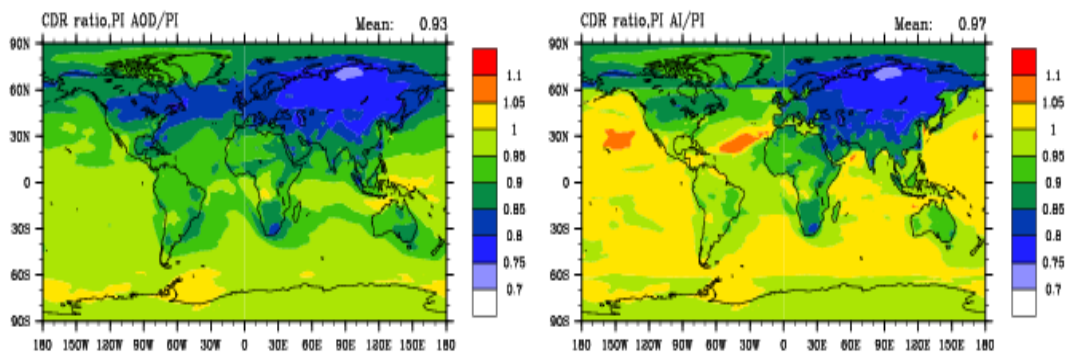 CDR ratio,PI AOD/PI Mean: 0.93
90N
60N
30N
0
30S
60S
90S
180 150W 120W 90W 60W 30W 0 30E 60E 90E 120E 150E 180
1.1
1.05
1
0.95
0.9
0.85
0.8
0.75
0.7
CDR ratio,PI AI/PI Mean: 0.97
90N
60N
30N
0
30S
60S
90S
180 150W 120W 90W 60W 30W 0 30E 60E 90E 120E 150E 180
1.1
1.05
1
0.95
0.9
0.85
0.8
0.75
0.7